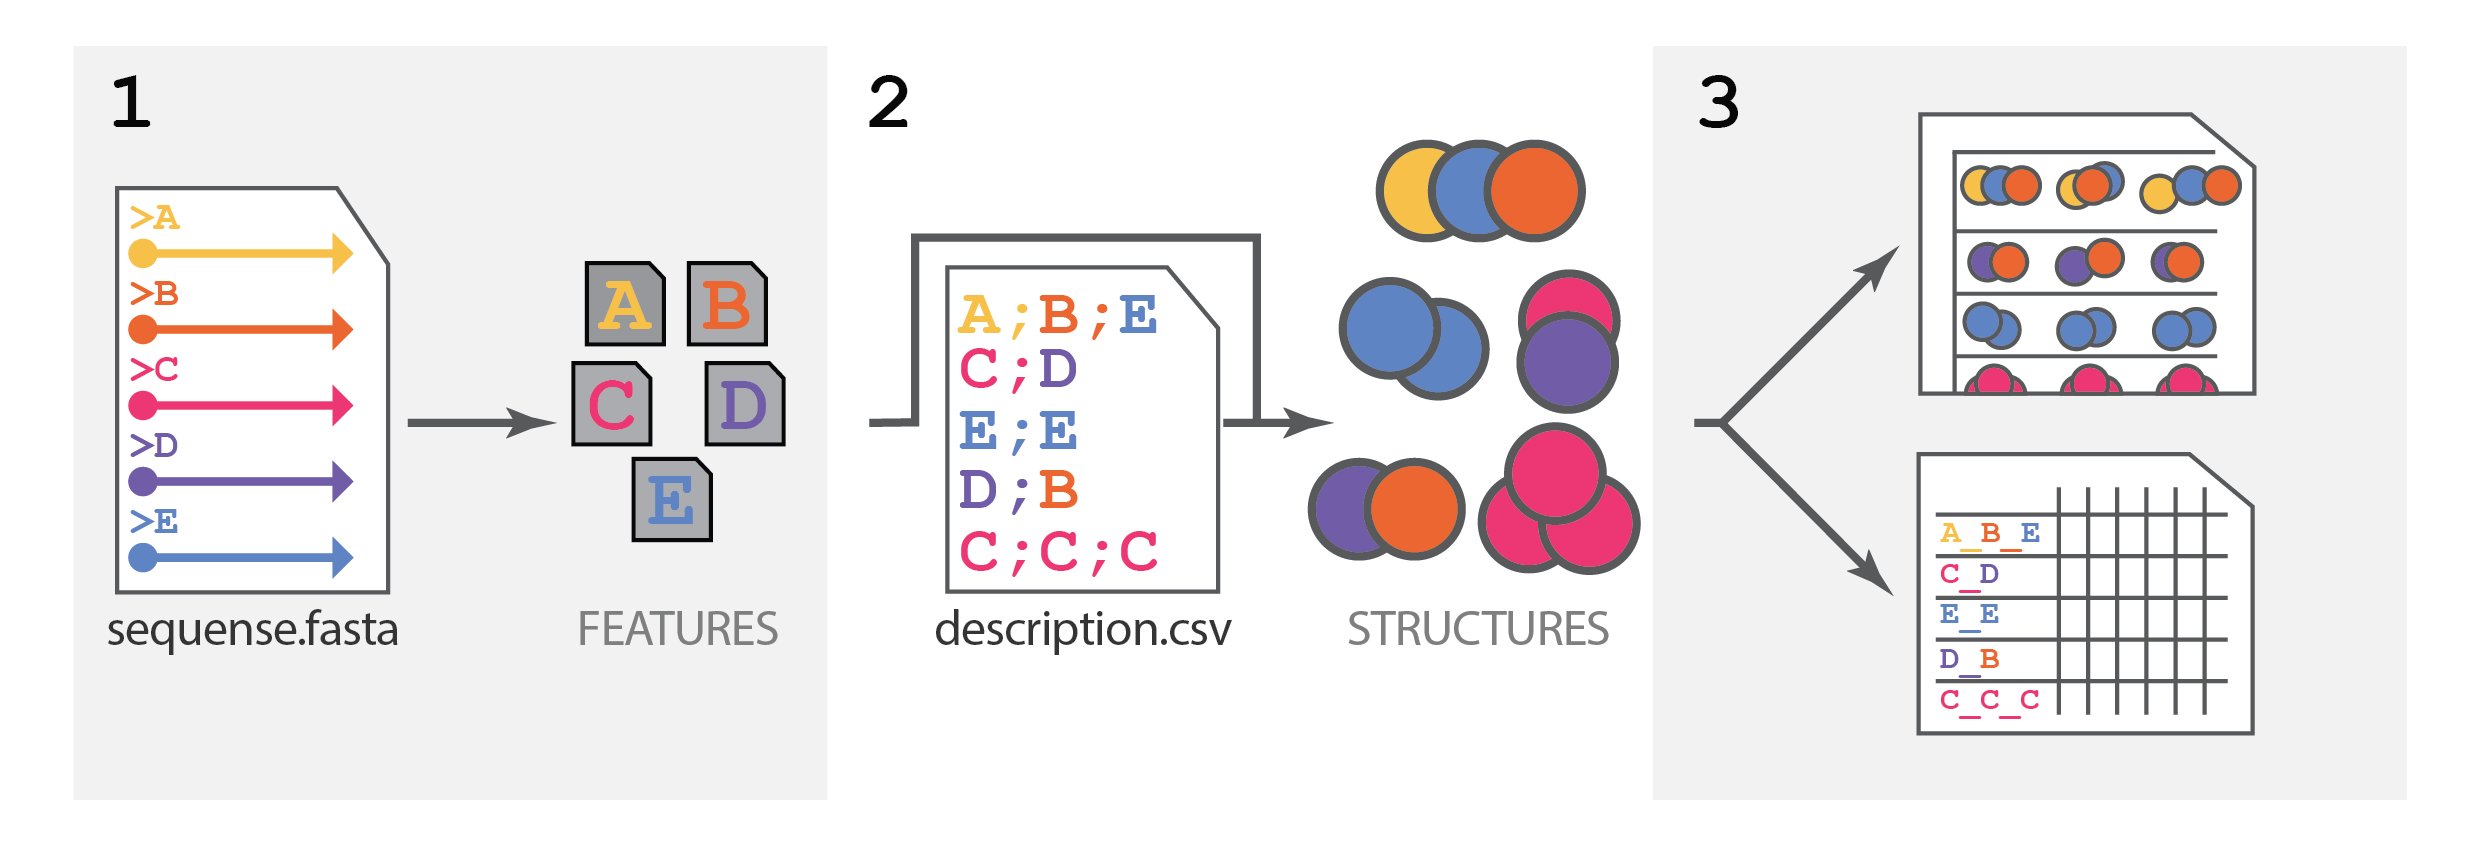 1
>A
>B
>C
>D
>E
sequense.fasta
A B
C D
E
FEATURES
2
A;B;E
C;D
E;E
D;B
C;C;C
description.csv
STRUCTURES
3
A_B_E
C_D
E_E
D_B
C_C_C